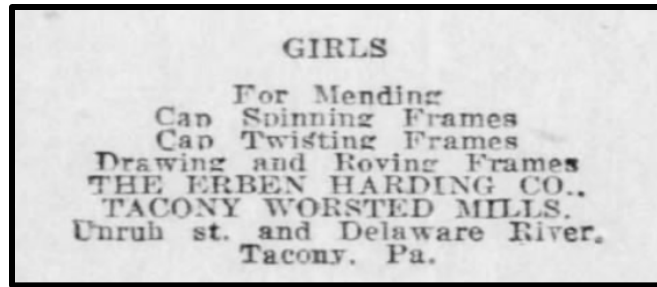 GIRLS
For Mending
Cap Spinning Frames
Cap Twisting Frames
Drawing and Roving Frames
THE ERBEN HARDING CO.,
TACONY WORSTED MILLS.
Unruh st. and Delaware River.
Tacony. Pa.